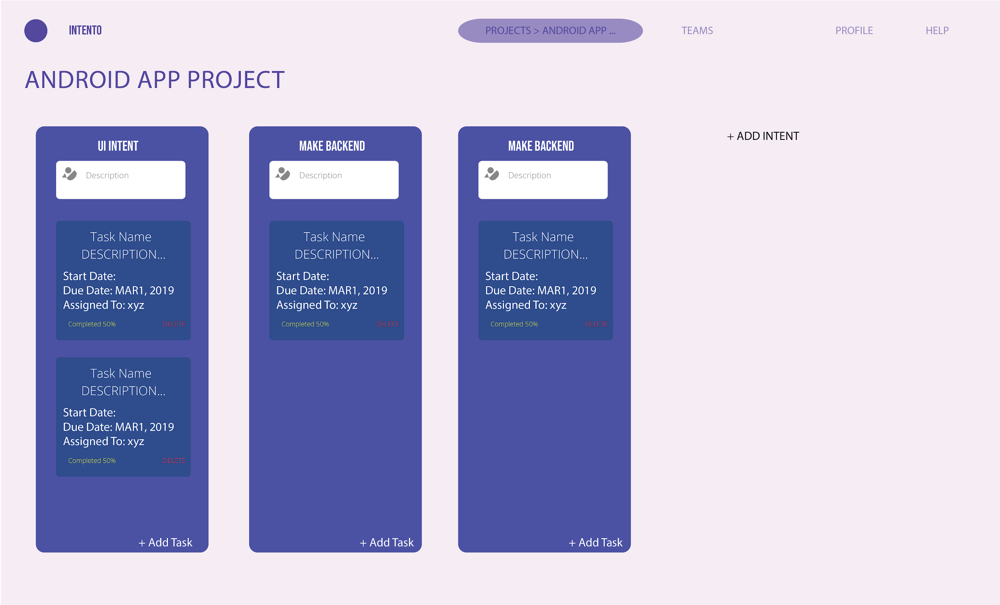 INTENTO
PROJECTS > ANDROID APP ...
TEAMS
PROFILE
HELP
ANDROID APP PROJECT
UI INTENT
Description
Task Name
DESCRIPTION...
Start Date:
Due Date: MAR1, 2019
Assigned To: xyz
Completed 50%
DELETE
Task Name
DESCRIPTION...
Start Date:
Due Date: MAR1, 2019
Assigned To: xyz
Completed 50%
DELETE
+ Add Task
MAKE BACKEND
Description
Task Name
DESCRIPTION...
Start Date:
Due Date: MAR1, 2019
Assigned To: xyz
Completed 50%
DELETE
+ Add Task
MAKE BACKEND
Description
Task Name
DESCRIPTION...
Start Date:
Due Date: MAR1, 2019
Assigned To: xyz
Completed 50%
DELETE
+ Add Task
+ ADD INTENT